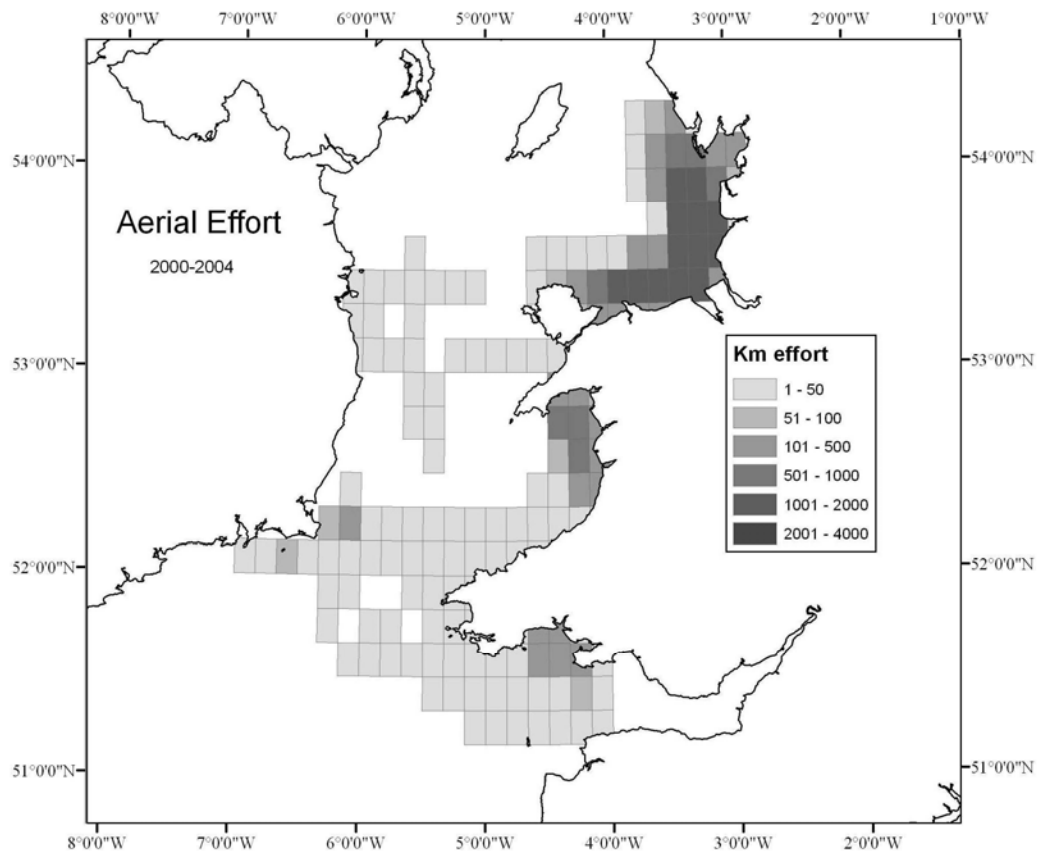 8°0'0"W 7°0'0"W 6°0'0"W 5°0'0"W 4°0'0"W 3°0'0"W 2°0'0"W 1°0'0"W
54°0'0"N 54°0'0"N
Aerial Effort
2000-2004
53°0'0"N 53°0'0"N
Km effort
1 - 50
51 - 100
101 - 500
501 - 1000
1001 - 2000
2001 - 4000
52°0'0"N 52°0'0"N
51°0'0"N 51°0'0"N
8°0'0"W 7°0'0"W 6°0'0"W 5°0'0"W 4°0'0"W 3°0'0"W 2°0'0"W